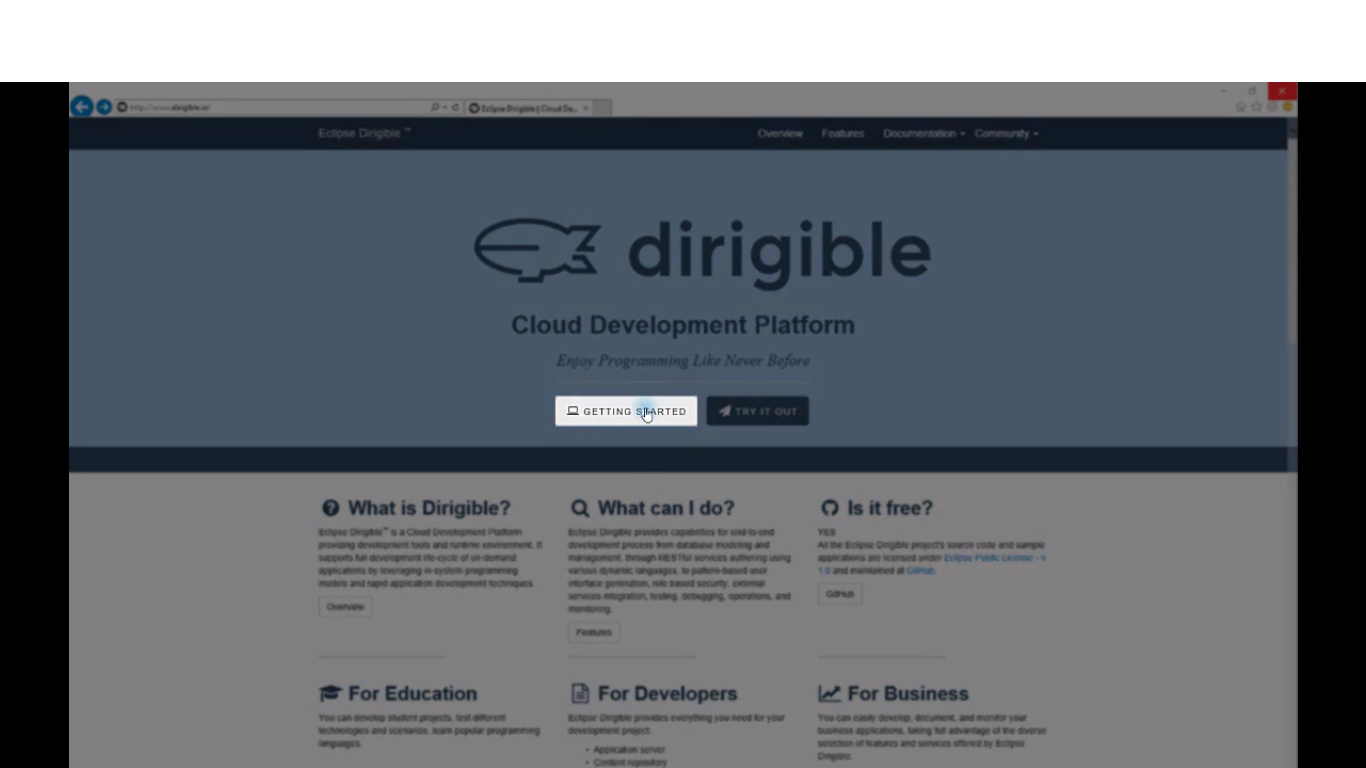 http://www.dirigible.io/
Eclipse Dirigible | Cloud De...
Eclipse Dirigible ™
Overview Features Documentation Community
dirigible
Cloud Development Platform
Enjoy Programming Like Never Before
GETTING STARTED
TRY IT OUT
What is Dirigible?
Eclipse Dirigible™ is a Cloud Development Platform
providing development tools and runtime environment. It
supports full development life-cycle of on-demand
applications by leveraging in-system programming
models and rapid application development techniques.
Overview
What can I do?
Eclipse Dirigible provides capabilities for end-to-end
development process from database modeling and
management, through RESTful services authoring using
various dynamic languages, to pattern-based user
interface generation, role based security, external
services integration, testing, debugging, operations, and
monitoring.
Features
Is it free?
YES
All the Eclipse Dirigible project's source code and sample
applications are licensed under Eclipse Public License - v
1.0 and maintained at GitHub.
GitHub
For Education
You can develop student projects, test different
technologies and scenarios, learn popular programming
languages.
For Developers
Eclipse Dirigible provides everything you need for your
development project:
• Application server
• Content repository
For Business
You can easily develop, document, and monitor your
business applications, taking full advantage of the diverse
selection of features and services offered by Eclipse
Dirigible.